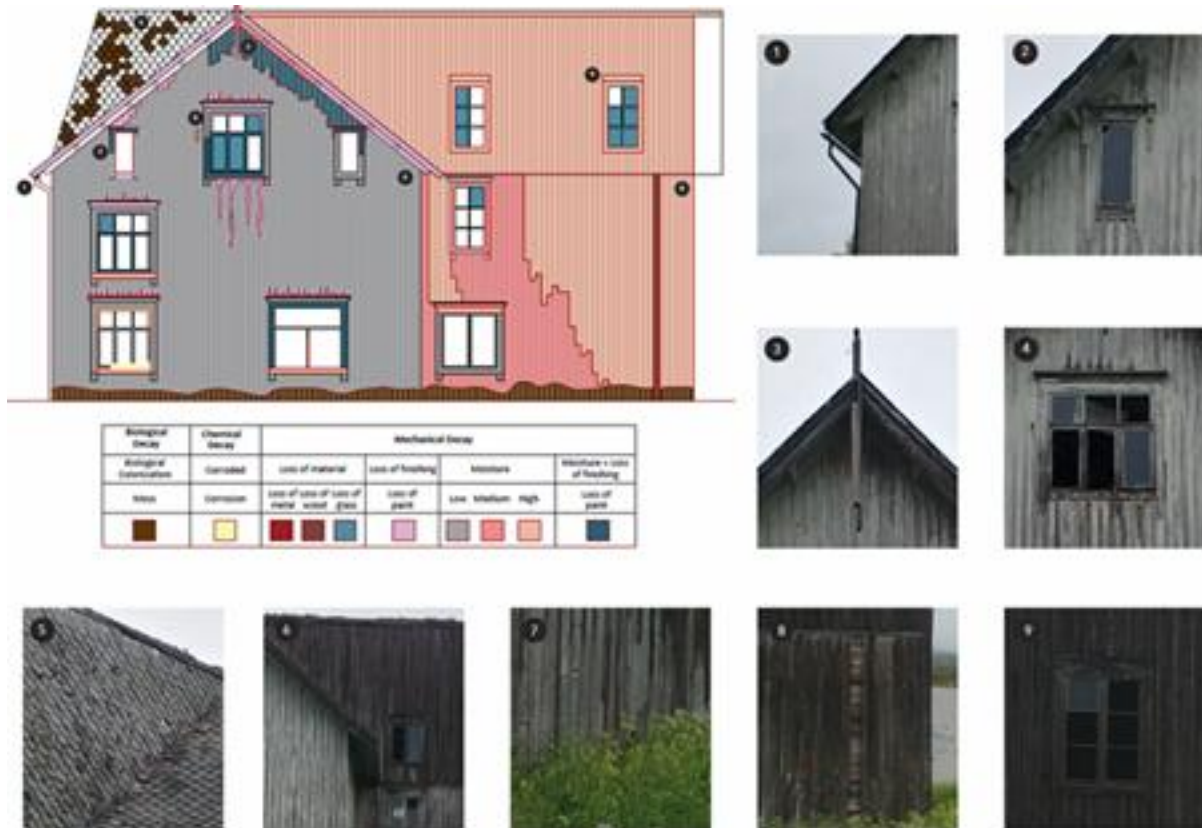 1
2
3
4
Biological Decay
Chemical Decay
Mechanical Decay
Biological Colonization
Corroded
Loss of material
Loss of finishing
Moisture
Moisture + Loss of finishing
Moss
Corrosion
Loss of metal
Loss of wood
Loss of glass
Loss of paint
Low
Medium
High
Loss of paint
5
6
7
8
9